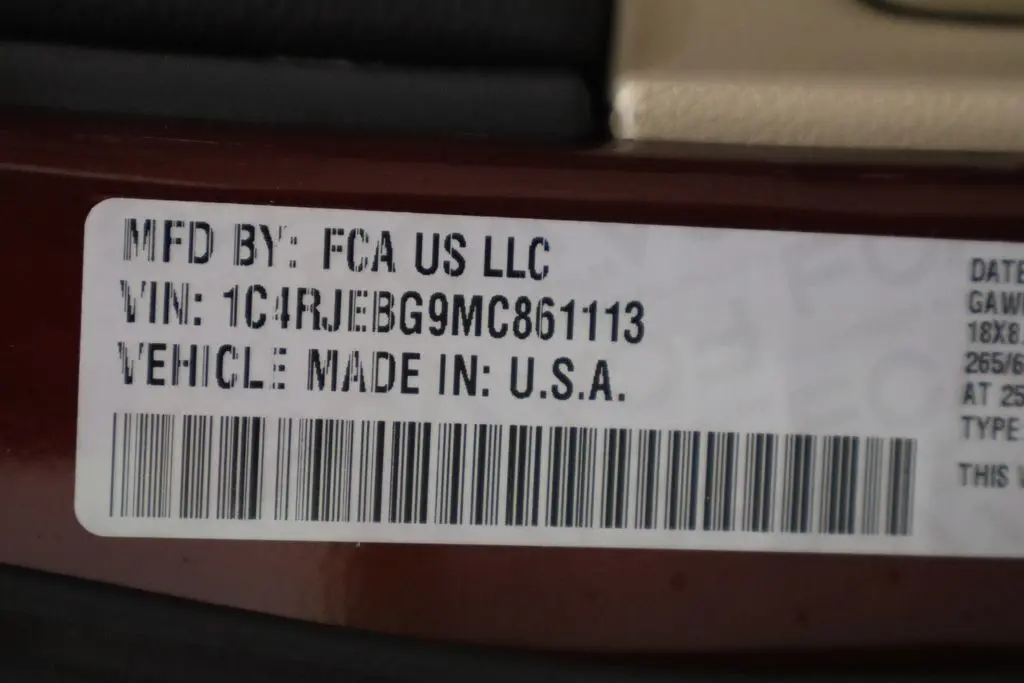 MFD BY: FCA US LLC
VIN: 1C4RJEBG9MC861113
VEHICLE MADE IN: U.S.A.
DATE
GAW
18X8.
265/6
AT 25
TYPE
THIS